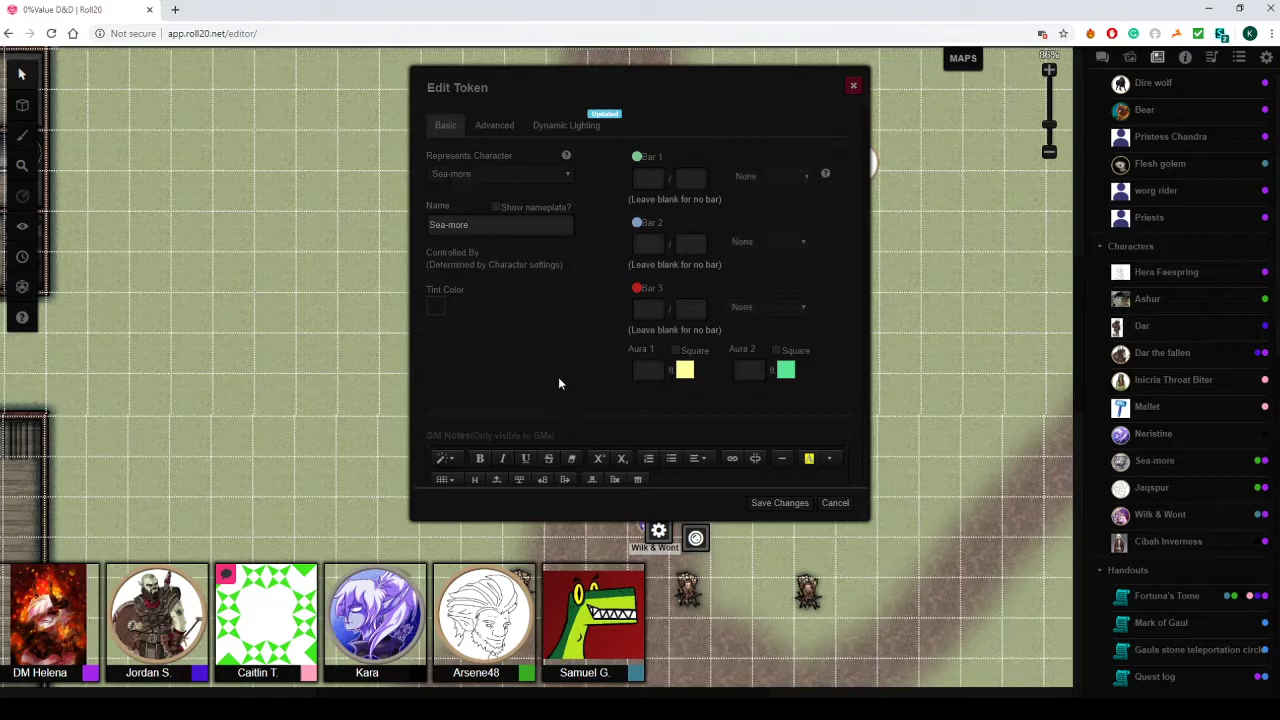 0%Value D&D | Roll20
Not secure
app.roll20.net/editor/
K
MAPS
86%
Edit Token
Updated
Basic
Advanced
Dynamic Lighting
Represents Character
Sea-more
Name
Show nameplate?
Sea-more
Controlled By
(Determined by Character settings)
Tint Color
Bar 1
/
None
(Leave blank for no bar)
Bar 2
/
None
(Leave blank for no bar)
Bar 3
/
None
(Leave blank for no bar)
Aura 1
Square
Aura 2
Square
ft.
GM Notes(Only visible to GMs)
Save Changes
Cancel
Wilk & Wont
DM Helena
Jordan S.
Caitlin T.
Kara
Arsene48
Samuel G.
Dire wolf
Bear
Pristess Chandra
Flesh golem
worg rider
Priests
Characters
Hera Faespring
Ashur
Dar
Dar the fallen
Inicria Throat Biter
Mallet
Neristine
Sea-more
Jaqspur
Wilk & Wont
Cibah Inverness
Handouts
Fortuna's Tome
Mark of Gaul
Gauls stone teleportation circl
Quest log